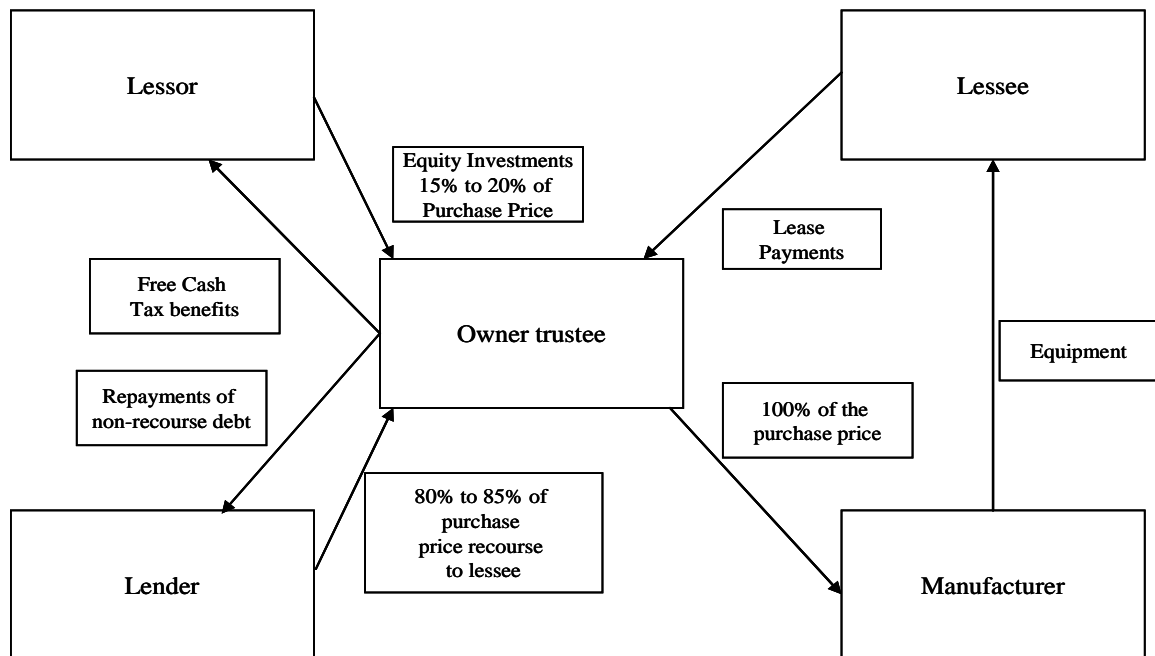 Lessor
Lessee
Equity Investments
15% to 20% of
Purchase Price
Lease
Payments
Free Cash
Tax benefits
Owner trustee
Equipment
Repayments of
non-recourse debt
100% of the
purchase price
80% to 85% of
purchase
price recourse
to lessee
Lender
Manufacturer